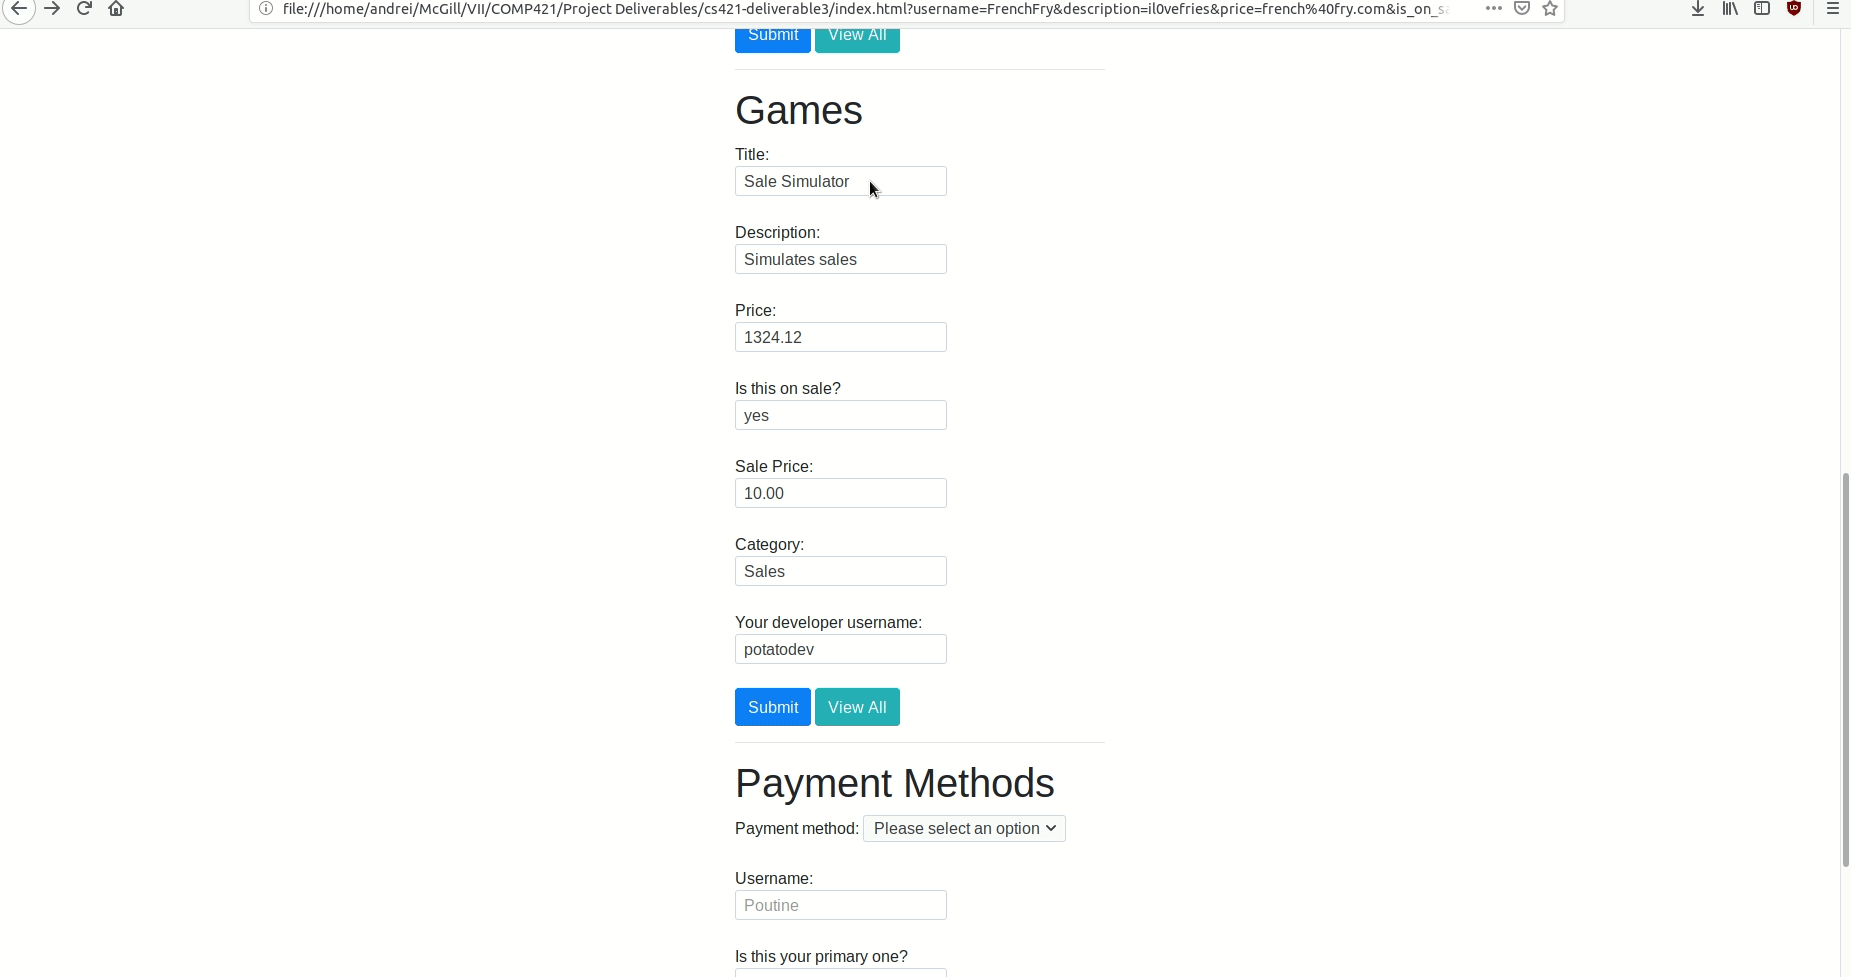 file:///home/andrei/McGill/VII/COMP421/Project Deliverables/cs421-deliverable3/index.html?username=FrenchFry&description=il0vefries&price=french%40fry.com&is_on_sa
Submit View All
Games
Title:
Sale Simulator
Description:
Simulates sales
Price:
1324.12
Is this on sale?
yes
Sale Price:
10.00
Category:
Sales
Your developer username:
potatodev
Submit View All
Payment Methods
Payment method: Please select an option
Username:
Poutine
Is this your primary one?